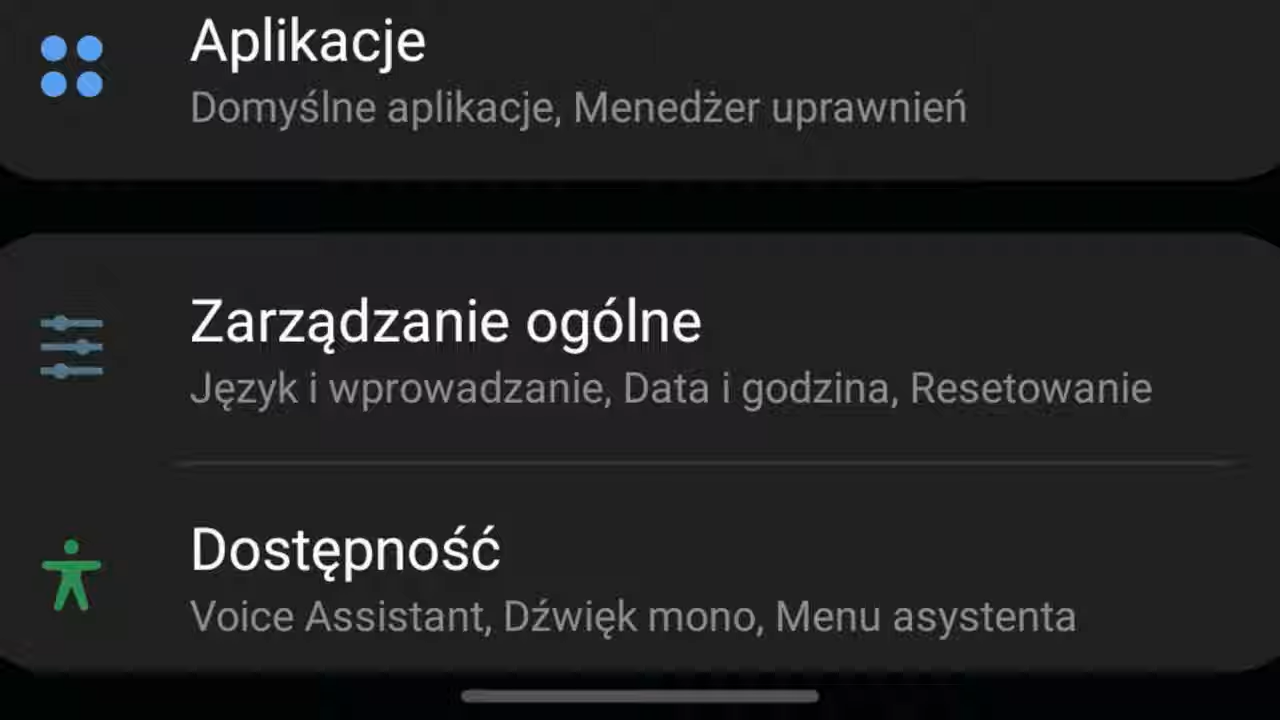 Aplikacje
Domyślne aplikacje, Menedżer uprawnień
Zarządzanie ogólne
Język i wprowadzanie, Data i godzina, Resetowanie
Dostępność
Voice Assistant, Dźwięk mono, Menu asystenta